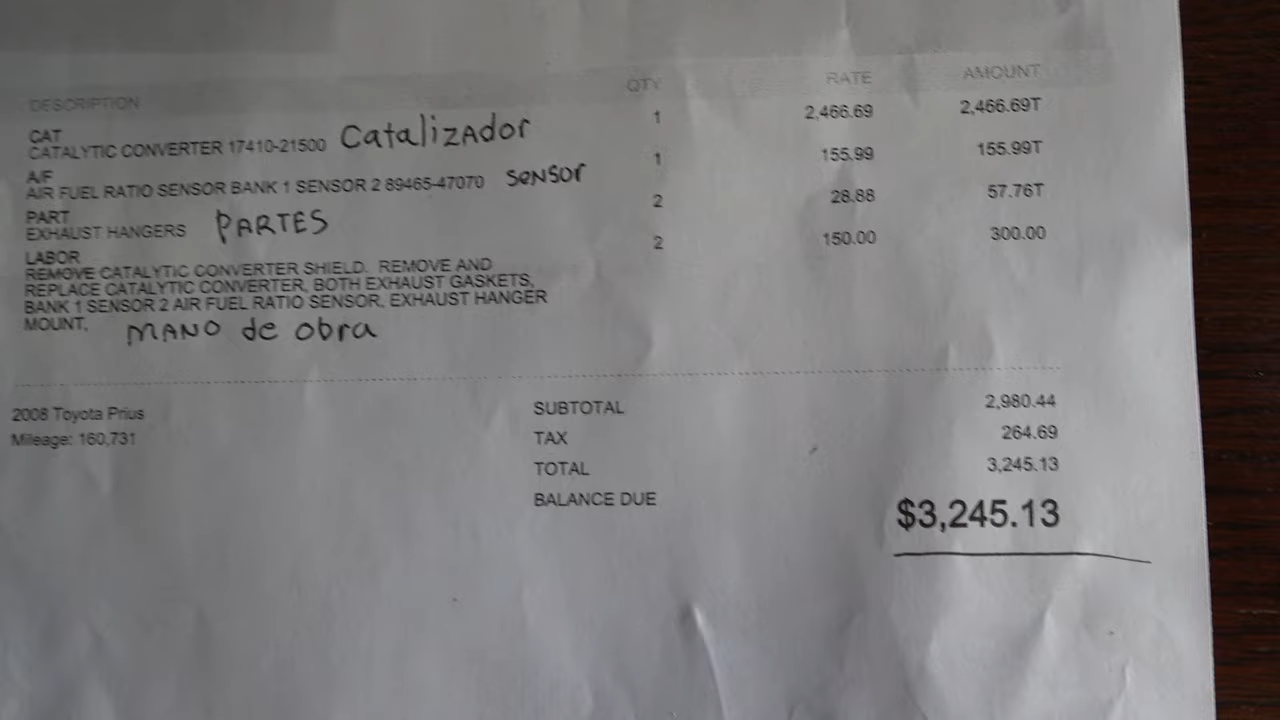 DESCRIPTION QTY RATE AMOUNT
CAT
CATALYTIC CONVERTER 17410-21500 Catalizador 1 2,466.69 2,466.69T
A/F
AIR FUEL RATIO SENSOR BANK 1 SENSOR 2 89465-47070 SENSOR 1 155.99 155.99T
PART
EXHAUST HANGERS PARTES 2 28.88 57.76T
LABOR 2 150.00 300.00
REMOVE CATALYTIC CONVERTER SHIELD. REMOVE AND
REPLACE CATALYTIC CONVERTER, BOTH EXHAUST GASKETS,
BANK 1 SENSOR 2 AIR FUEL RATIO SENSOR, EXHAUST HANGER
MOUNT. MANO de obra
2008 Toyota Prius SUBTOTAL 2,980.44
Mileage: 160,731 TAX 264.69
TOTAL 3,245.13
BALANCE DUE $3,245.13